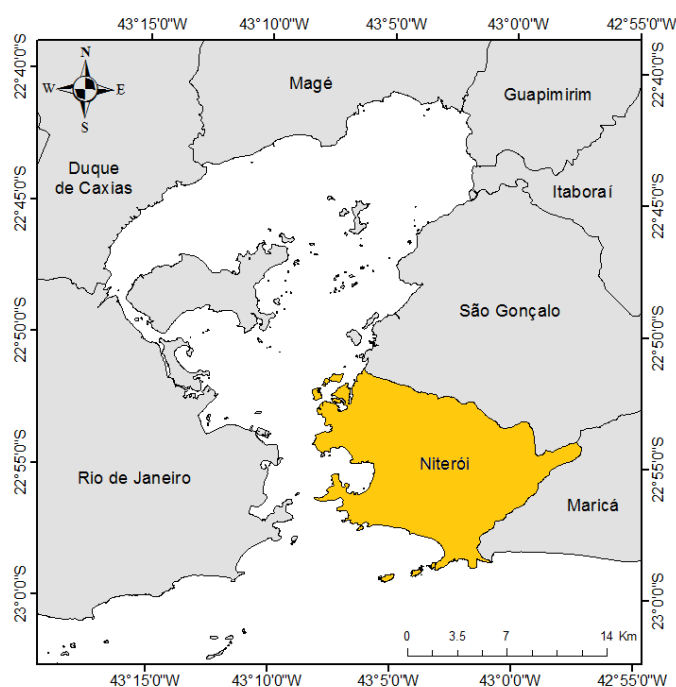 43°15'0"S 43°10'0"S 43°5'0"S 43°0'0"S 42°55'0"S
22°40'0"S
22°45'0"S
22°50'0"S
22°55'0"S
23°0'0"S
N
W E
S
Magé
Guapimirim
Duque
de Caxias
Itaboraí
São Gonçalo
Niterói
Rio de Janeiro
Maricá
22°40'0"S
22°45'0"S
22°50'0"S
22°55'0"S
23°0'0"S
0 3.5 7 14 Km
43°15'0"S 43°10'0"S 43°5'0"S 43°0'0"S 42°55'0"S